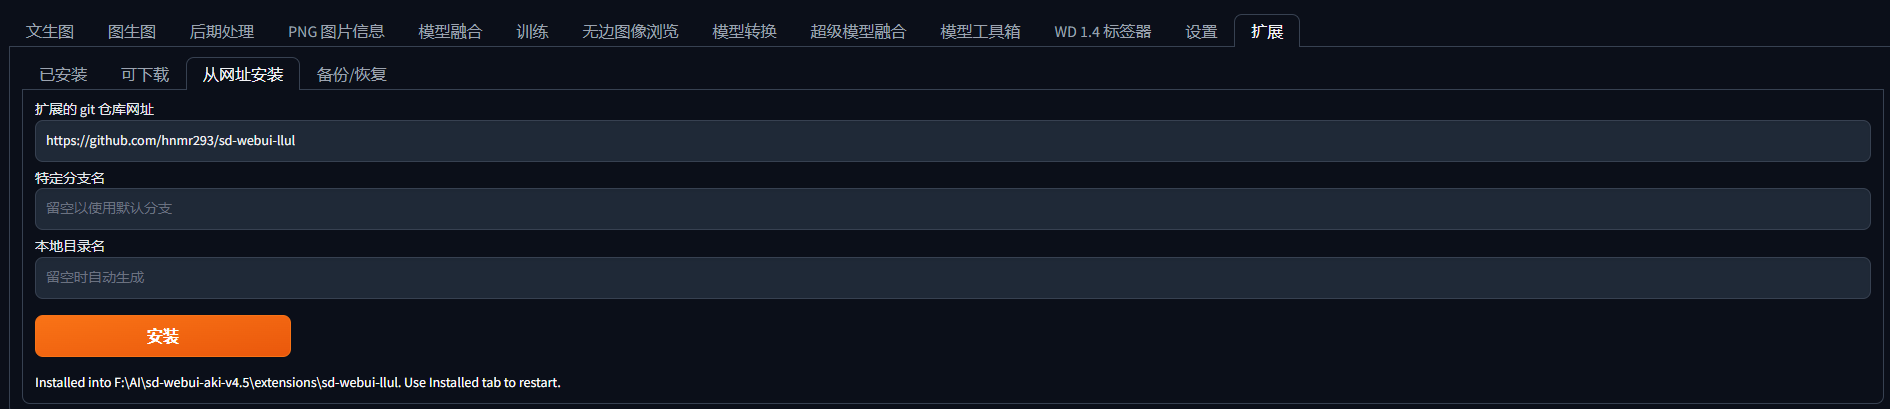 文生图 图生图 后期处理 PNG 图片信息 模型融合 训练 无边图像浏览 模型转换 超级模型融合 模型工具箱 WD 1.4 标签器 设置 扩展
已安装 可下载 从网址安装 备份/恢复
扩展的 git 仓库网址
https://github.com/hnmr293/sd-webui-llul
特定分支名
留空以使用默认分支
本地目录名
留空时自动生成
安装
Installed into F:\AI\sd-webui-aki-v4.5\extensions\sd-webui-llul. Use Installed tab to restart.